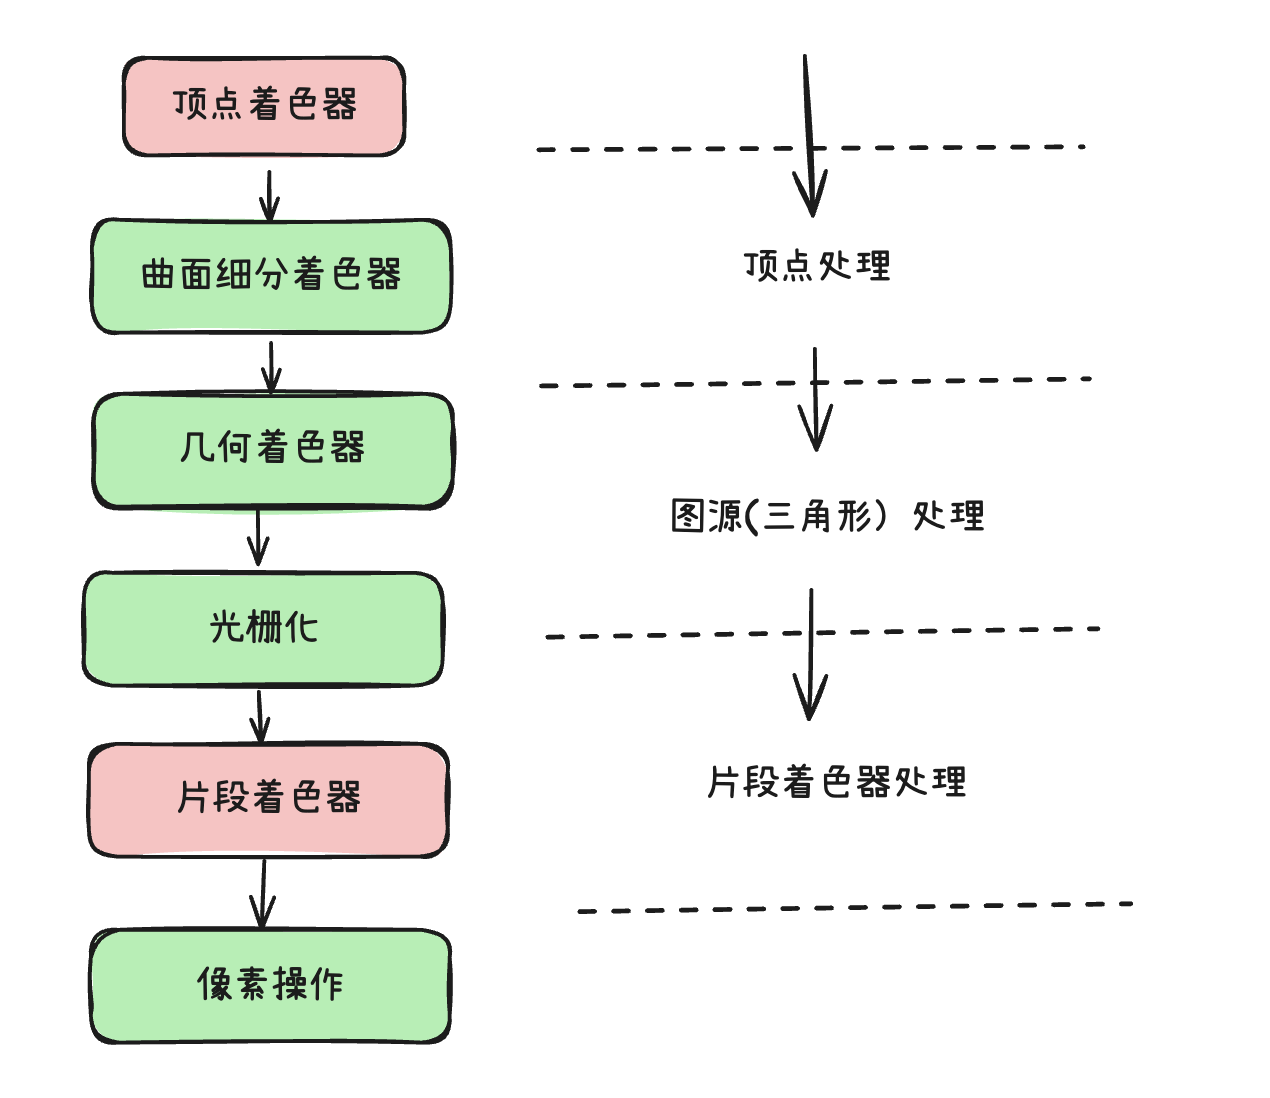 顶点着色器
曲面细分着色器
几何着色器
光栅化
片段着色器
像素操作
顶点处理
图源(三角形）处理
片段着色器处理